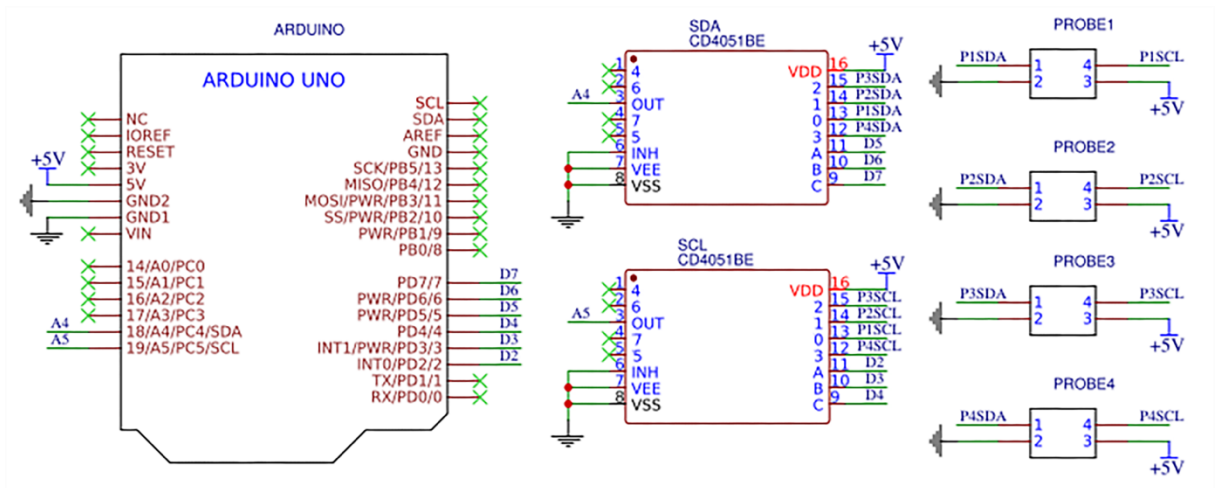 ARDUINO
ARDUINO UNO
NC
IOREF
RESET
3V
+5V
5V
GND2
GND1
VIN
14/A0/PC0
15/A1/PC1
16/A2/PC2
17/A3/PC3
A4 18/A4/PC4/SDA
A5 19/A5/PC5/SCL
SCL
SDA
AREF
GND
SCK/PB5/13
MISO/PB4/12
MOSI/PWR/PB3/11
SS/PWR/PB2/10
PWR/PB1/9
PB0/8
PD7/7 D7
PWR/PD6/6 D6
PWR/PD5/5 D5
PD4/4 D4
INT1/PWR/PD3/3 D3
INT0/PD2/2 D2
TX/PD1/1
RX/PD0/0
SDA
CD4051BE
+5V
1 4
2 6
A4 3 OUT
4 7
5 5
6 INH
7 VEE
8 VSS
VDD 16
2 15 P3SDA
1 14 P2SDA
0 13 P1SDA
3 12 P4SDA
A 11 D5
B 10 D6
C 9 D7
SCL
CD4051BE
+5V
1 4
2 6
A5 3 OUT
4 7
5 5
6 INH
7 VEE
8 VSS
VDD 16
2 15 P3SCL
1 14 P2SCL
0 13 P1SCL
3 12 P4SCL
A 11 D2
B 10 D3
C 9 D4
PROBE1
P1SDA 1 4 P1SCL
2 3
+5V
PROBE2
P2SDA 1 4 P2SCL
2 3
+5V
PROBE3
P3SDA 1 4 P3SCL
2 3
+5V
PROBE4
P4SDA 1 4 P4SCL
2 3
+5V